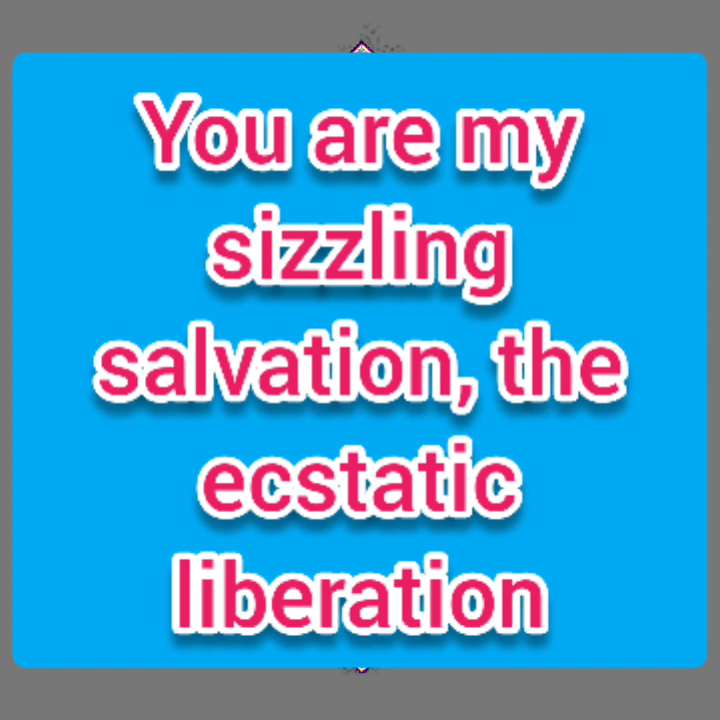 You are my
sizzling
salvation, the
ecstatic
liberation